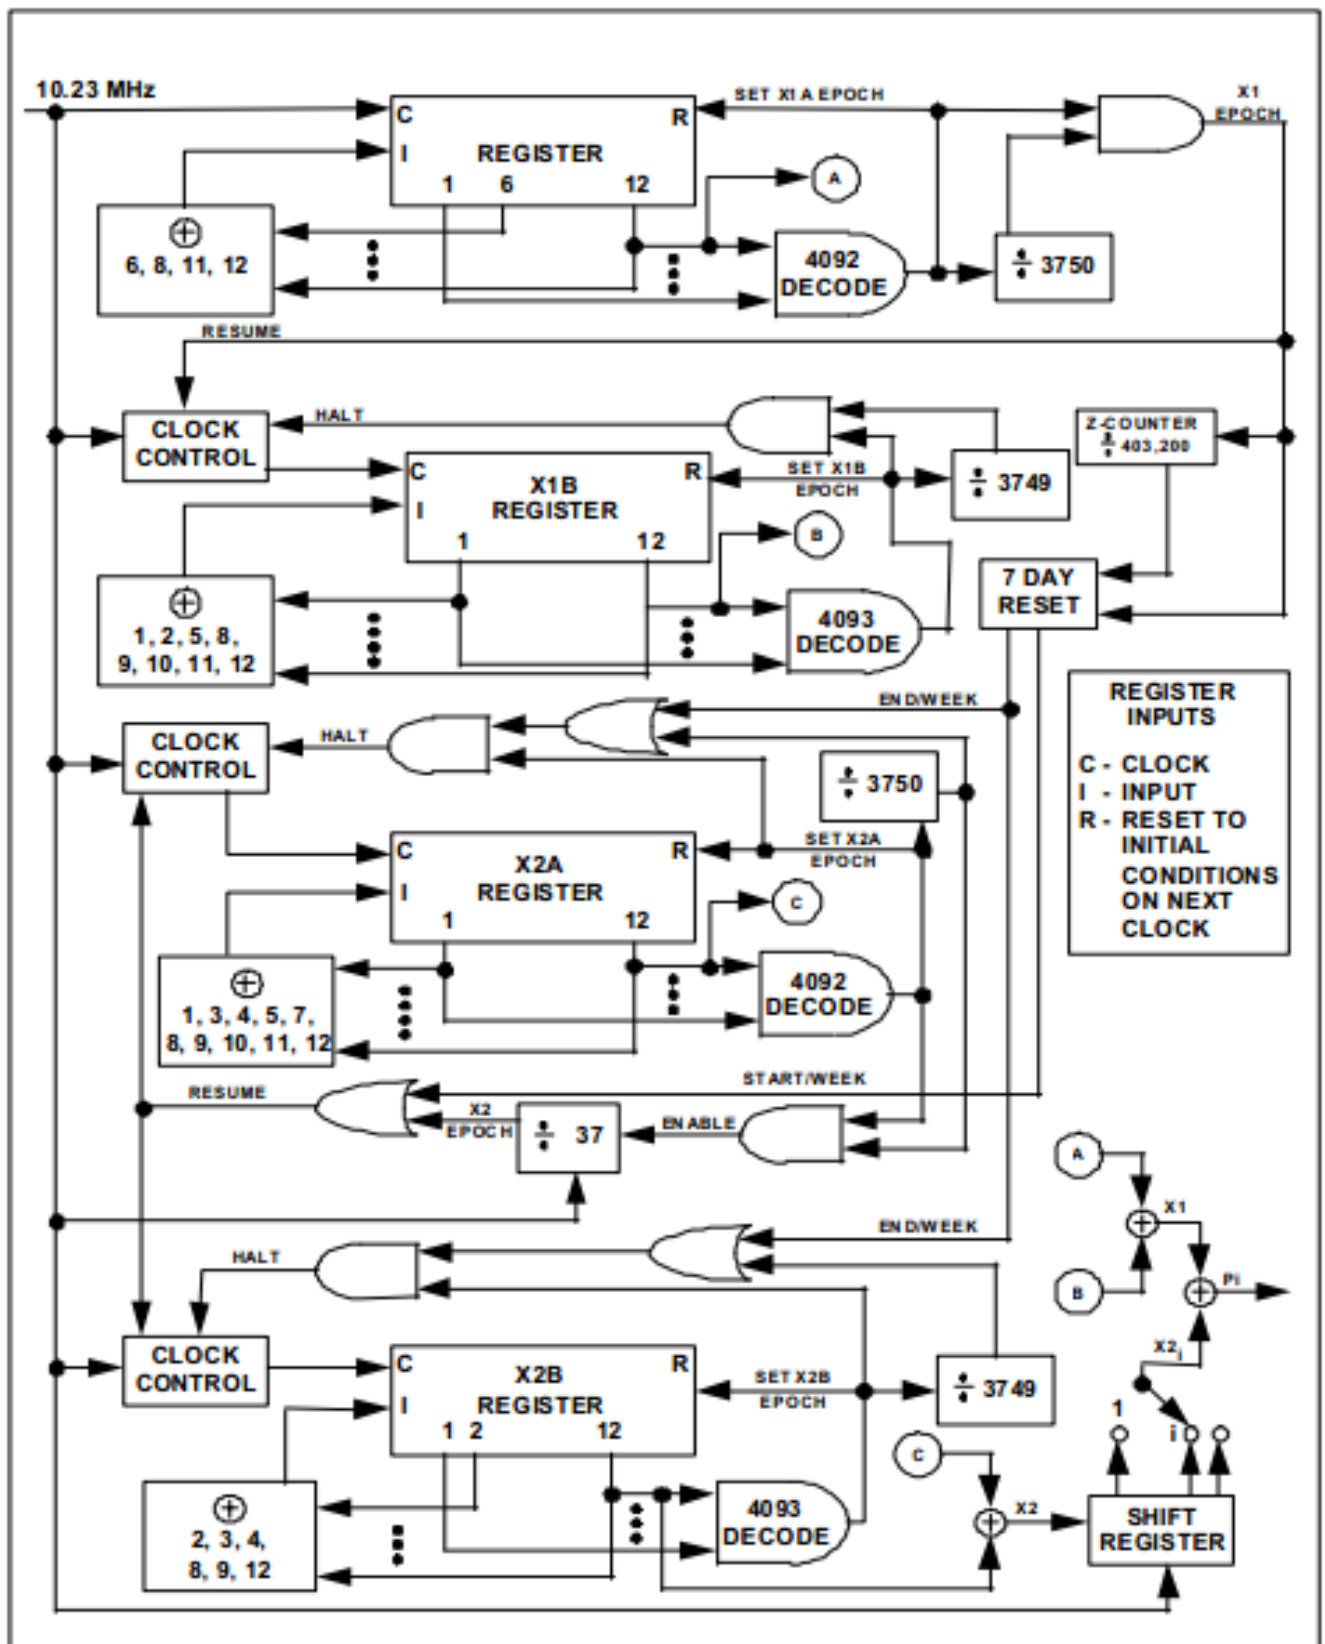 10.23 MHz
C
R
SET X1A EPOCH
X1
EPOCH
I
REGISTER
1 6 12
A
⊕
6, 8, 11, 12
4092
DECODE
÷ 3750
RESUME
CLOCK
CONTROL
HALT
Z-COUNTER
÷ 403,200
C
X1B
REGISTER
R
SET X1B
EPOCH
÷ 3749
I
1 12
B
⊕
1, 2, 5, 8,
9, 10, 11, 12
4093
DECODE
7 DAY
RESET
END/WEEK
REGISTER
INPUTS
C - CLOCK
I - INPUT
R - RESET TO
INITIAL
CONDITIONS
ON NEXT
CLOCK
CLOCK
CONTROL
HALT
÷ 3750
C
X2A
REGISTER
R
SET X2A
EPOCH
I
1 12
C
⊕
1, 3, 4, 5, 7,
8, 9, 10, 11, 12
4092
DECODE
RESUME
START/WEEK
X2
EPOCH
÷ 37
ENABLE
A
⊕
X1
B
⊕
Pi
X2i
HALT
END/WEEK
CLOCK
CONTROL
C
X2B
REGISTER
R
SET X2B
EPOCH
÷ 3749
I
1 2 12
1
i
C
⊕
2, 3, 4,
8, 9, 12
4093
DECODE
⊕
X2
SHIFT
REGISTER